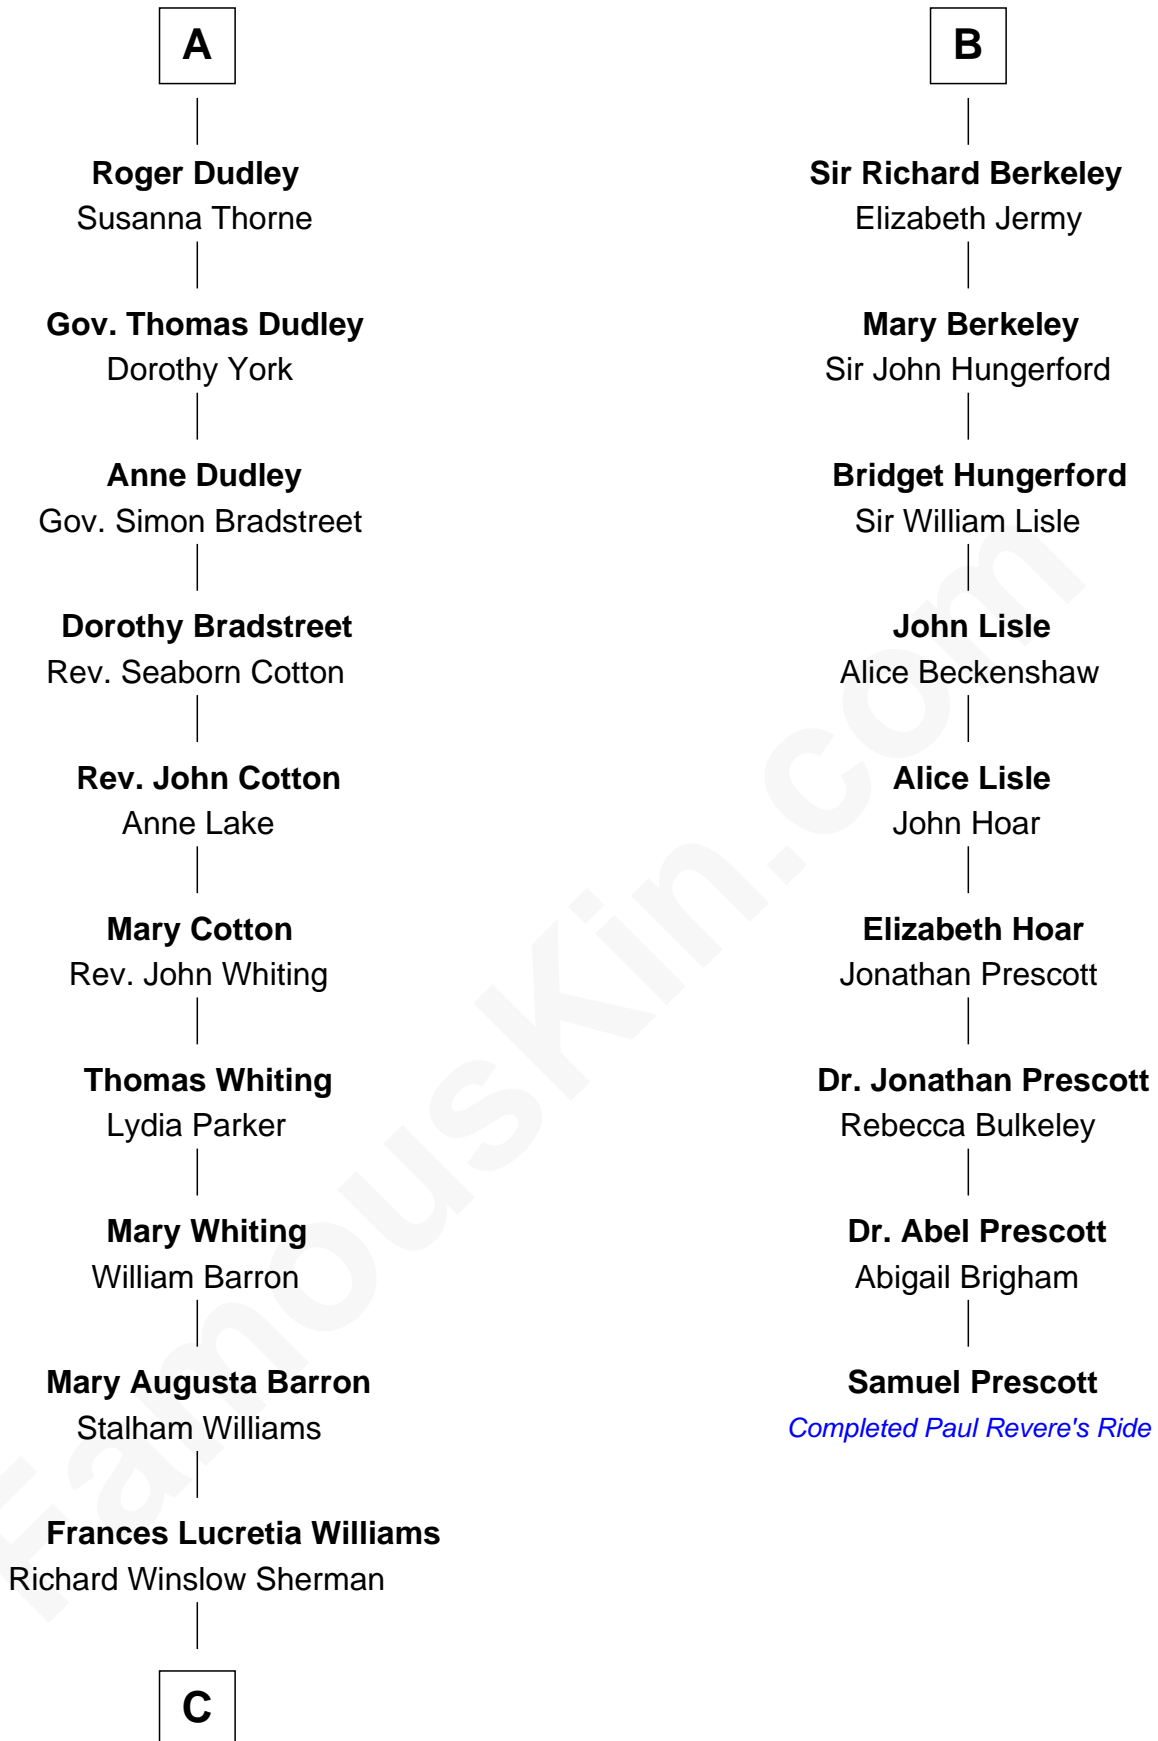 A
Roger Dudley
Susanna Thorne
Gov. Thomas Dudley
Dorothy York
Anne Dudley
Gov. Simon Bradstreet
Dorothy Bradstreet
Rev. Seaborn Cotton
Rev. John Cotton
Anne Lake
Mary Cotton
Rev. John Whiting
Thomas Whiting
Lydia Parker
Mary Whiting
William Barron
Mary Augusta Barron
Stalham Williams
Frances Lucretia Williams
Richard Winslow Sherman
C
B
Sir Richard Berkeley
Elizabeth Jermy
Mary Berkeley
Sir John Hungerford
Bridget Hungerford
Sir William Lisle
John Lisle
Alice Beckenshaw
Alice Lisle
John Hoar
Elizabeth Hoar
Jonathan Prescott
Dr. Jonathan Prescott
Rebecca Bulkeley
Dr. Abel Prescott
Abigail Brigham
Samuel Prescott
Completed Paul Revere's Ride
FamousKin.com